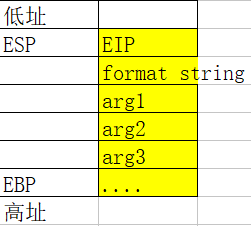 低址
ESP EIP
format string
arg1
arg2
arg3
EBP ....
高址